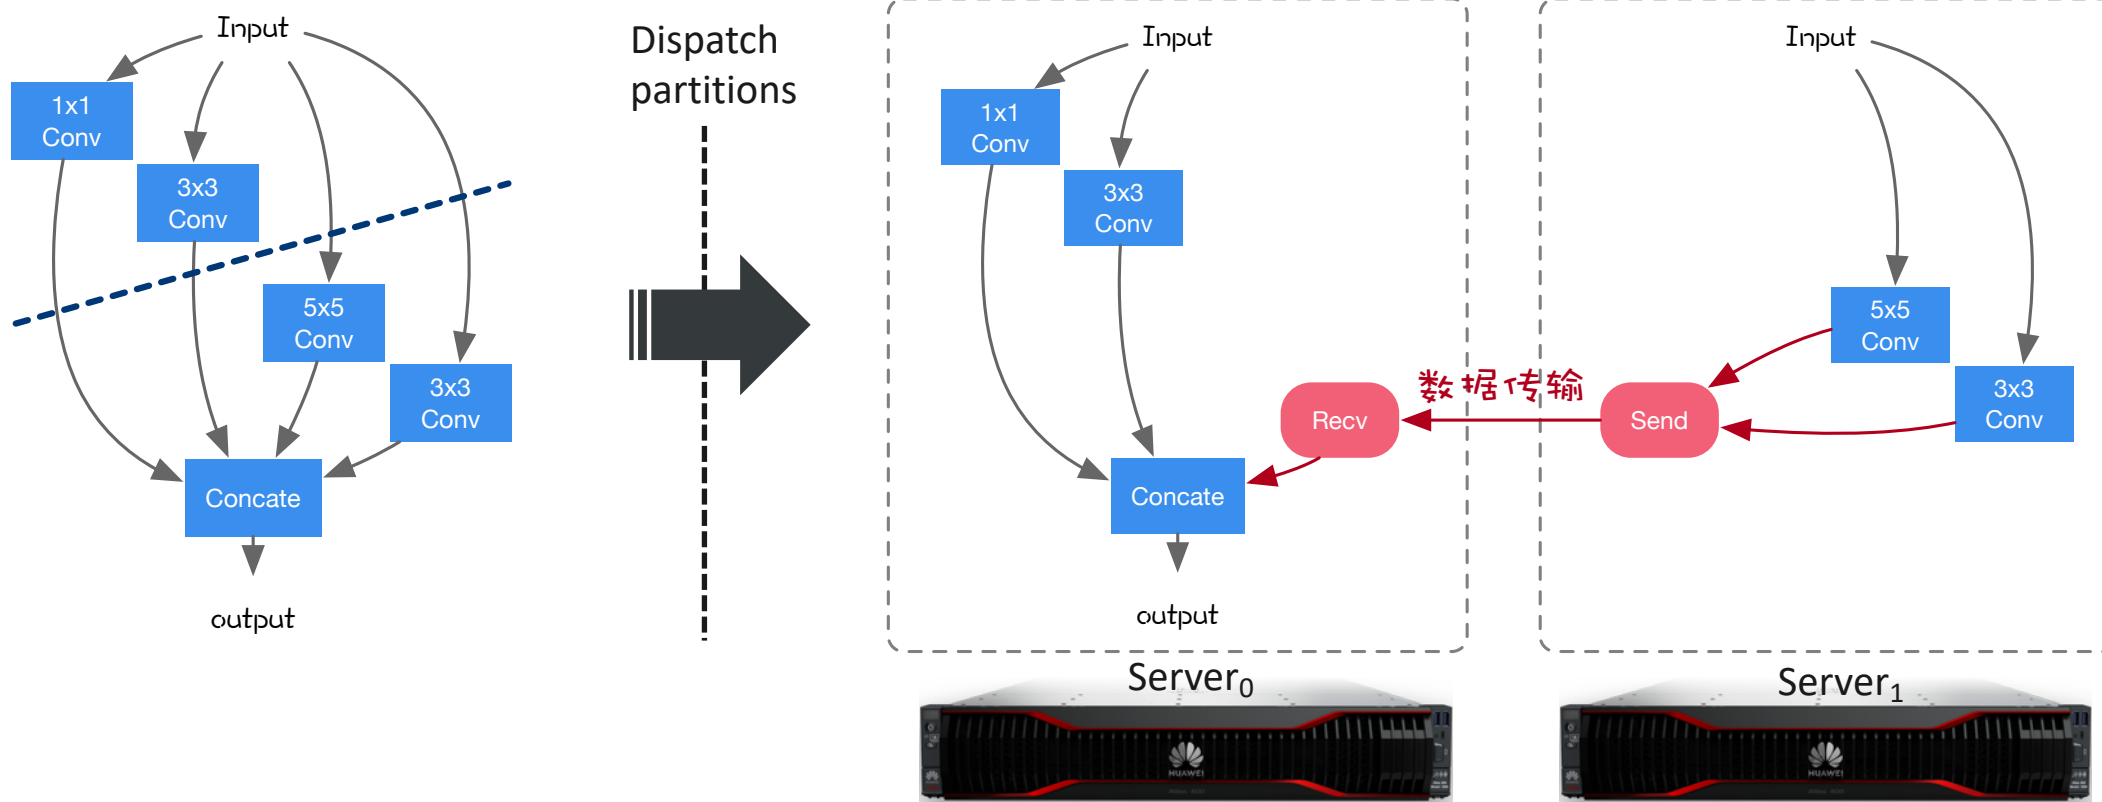 Input
1x1
Conv
3x3
Conv
5x5
Conv
3x3
Conv
Concate
output
Dispatch
partitions
Input
1x1
Conv
3x3
Conv
Recv
Concate
output
Server0
HUAWEI
数据传输
Input
5x5
Conv
3x3
Conv
Send
Server1
HUAWEI